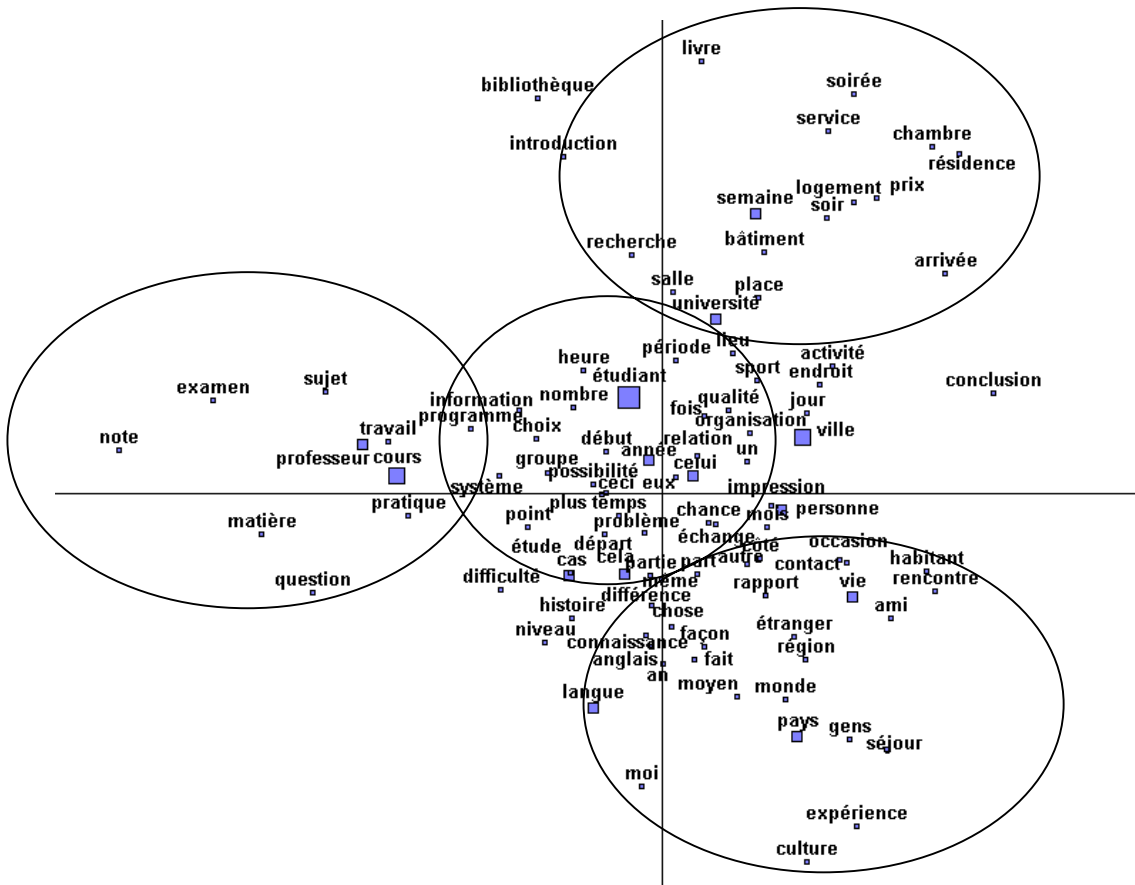 livre
bibliothèque
soirée
service
introduction
chambre
résidence
logement
prix
semaine
soir
recherche
bâtiment
arrivée
salle
place
université
lieu
période
activité
heure
sport
endroit
étudiant
examen
sujet
conclusion
information
nombre
qualité
jour
fois
programme
choix
organisation
ville
note
travail
début
relation
un
année
professeur
cours
groupe
celui
possibilité
système
ceci
eux
impression
pratique
plus
temps
personne
point
problème
chance
mois
matière
échange
étude
départ
côté
occasion
cas
cela
partie
part
autre
contact
habitant
question
difficulté
même
rapport
vie
rencontre
différence
histoire
chose
ami
niveau
connaissance
façon
étranger
région
anglais
fait
an
langue
moyen
monde
pays
gens
séjour
moi
expérience
culture